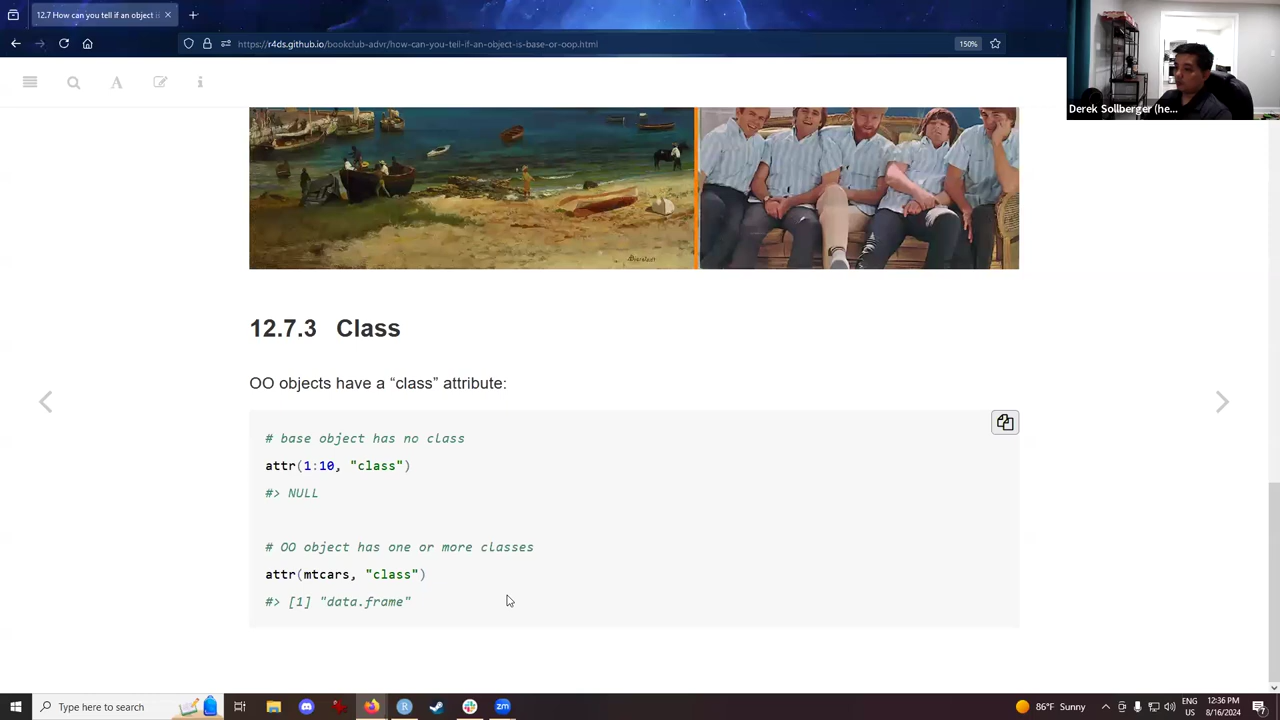 12.7 How can you tell if an object i
https://r4ds.github.io/bookclub-advr/how-can-you-tell-if-an-object-is-base-or-oop.html
150%
Derek Sollberger (he...
12.7.3 Class
OO objects have a “class” attribute:
# base object has no class
attr(1:10, "class")
#> NULL
# OO object has one or more classes
attr(mtcars, "class")
#> [1] "data.frame"
Type here to search
86°F Sunny
ENG
US
12:36 PM
8/16/2024